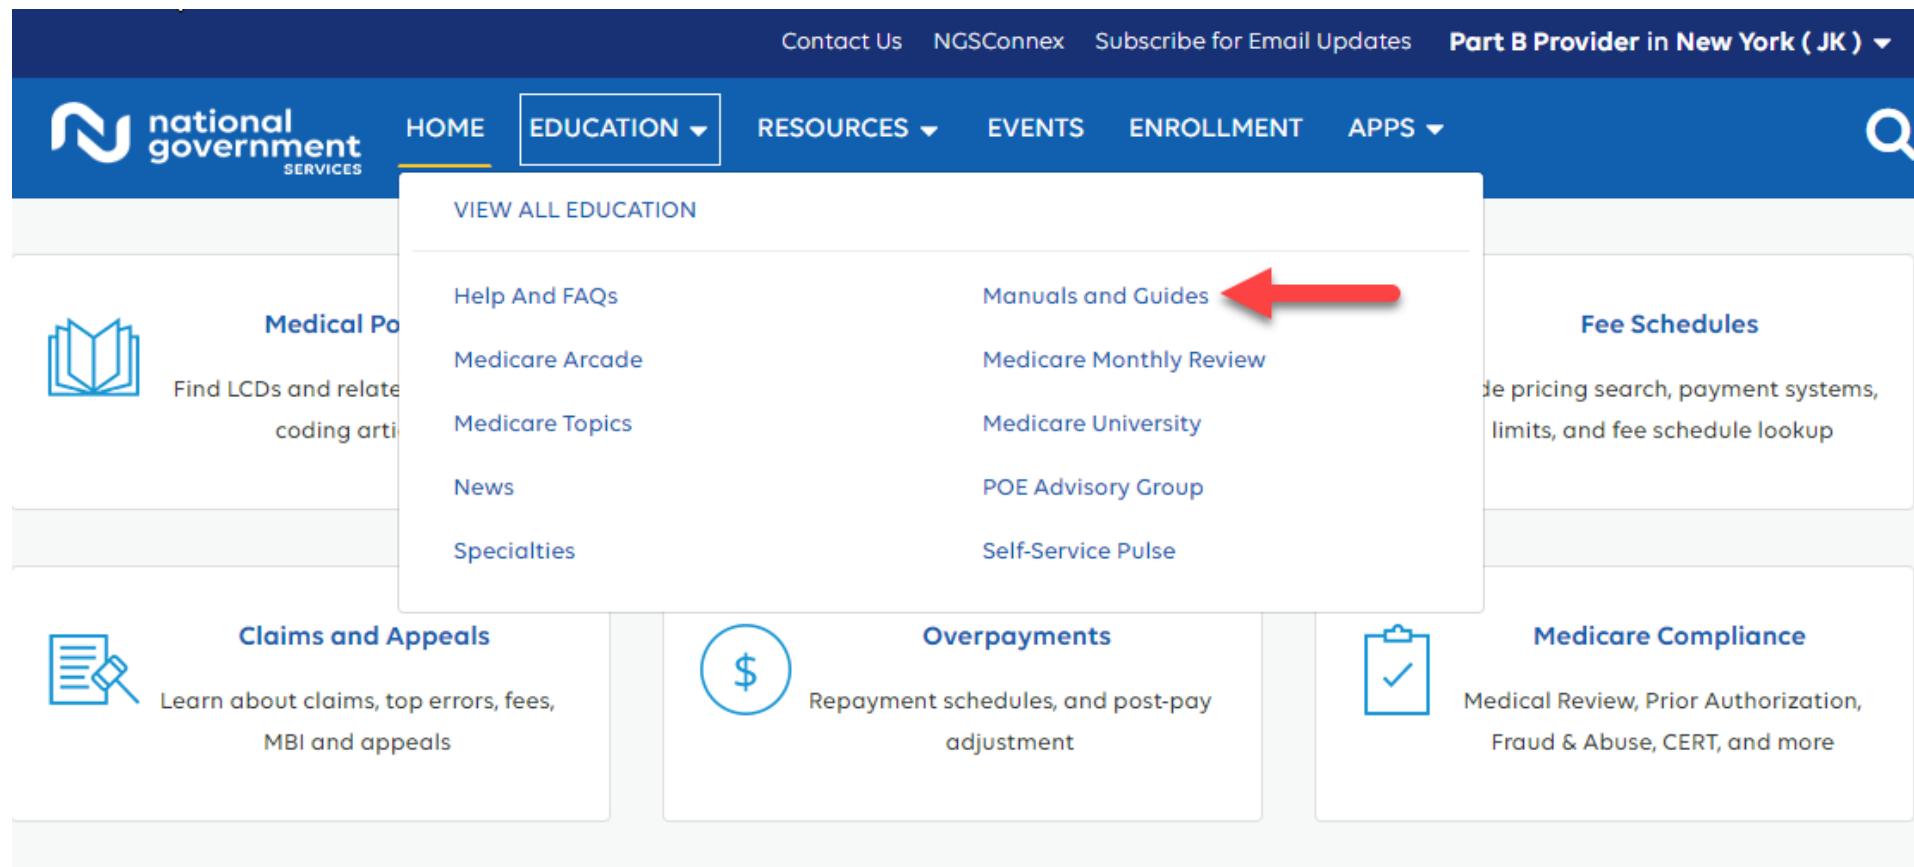 Contact Us NGSConnex Subscribe for Email Updates Part B Provider in New York ( JK )
national
government
SERVICES
HOME EDUCATION RESOURCES EVENTS ENROLLMENT APPS
VIEW ALL EDUCATION
Help And FAQs
Manuals and Guides
Medicare Arcade
Medicare Monthly Review
Medicare Topics
Medicare University
News
POE Advisory Group
Specialties
Self-Service Pulse
Medical Po
Find LCDs and relate
coding arti
Fee Schedules
de pricing search, payment systems,
limits, and fee schedule lookup
Claims and Appeals
Learn about claims, top errors, fees,
MBI and appeals
$
Overpayments
Repayment schedules, and post-pay
adjustment
Medicare Compliance
Medical Review, Prior Authorization,
Fraud & Abuse, CERT, and more